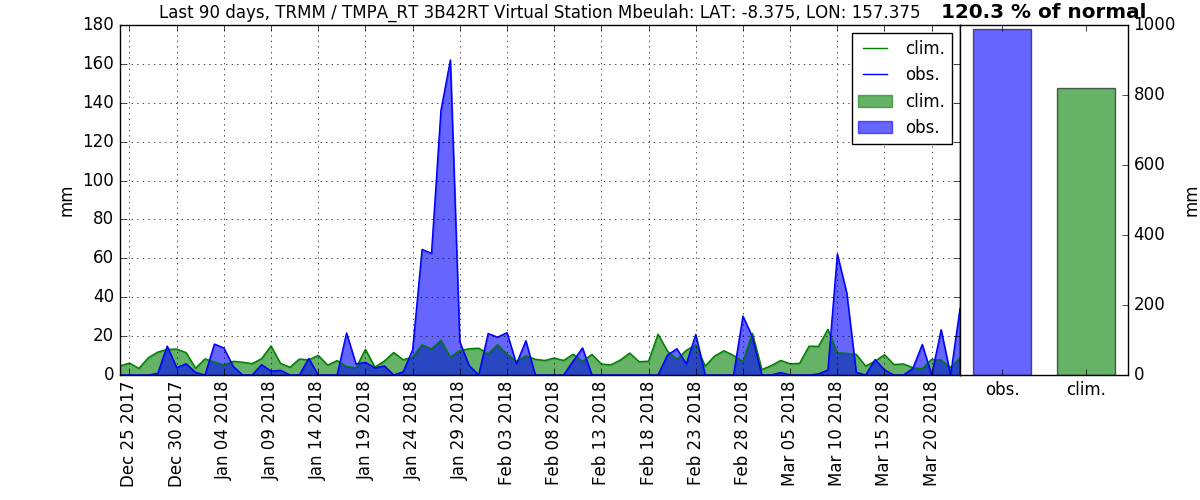 Last 90 days, TRMM / TMPA_RT 3B42RT Virtual Station Mbeulah: LAT: -8.375, LON: 157.375
120.3 % of normal
mm
180
160
140
120
100
80
60
40
20
0
clim.
obs.
clim.
obs.
Dec 25 2017
Dec 30 2017
Jan 04 2018
Jan 09 2018
Jan 14 2018
Jan 19 2018
Jan 24 2018
Jan 29 2018
Feb 03 2018
Feb 08 2018
Feb 13 2018
Feb 18 2018
Feb 23 2018
Feb 28 2018
Mar 05 2018
Mar 10 2018
Mar 15 2018
Mar 20 2018
1000
800
600
400
200
0
mm
obs.
clim.